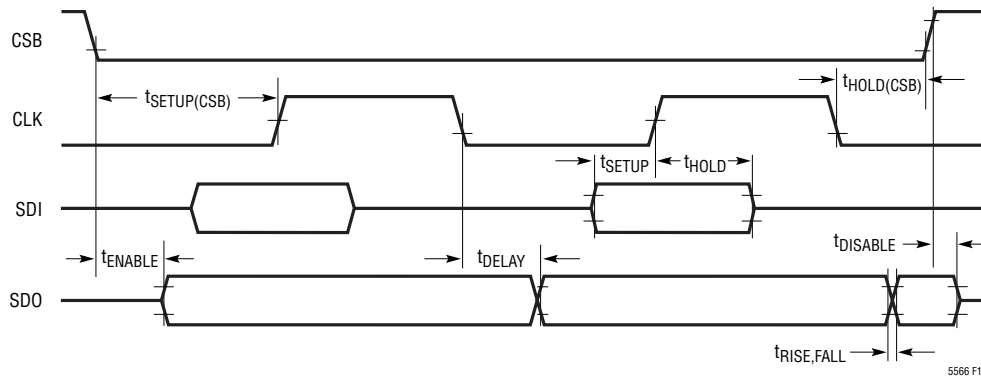 CSB
tHOLD(CSB)
tSETUP(CSB)
CLK
tSETUP
tHOLD
SDI
tDISABLE
tENABLE
tDELAY
SDO
tRISE,FALL
5566 F1